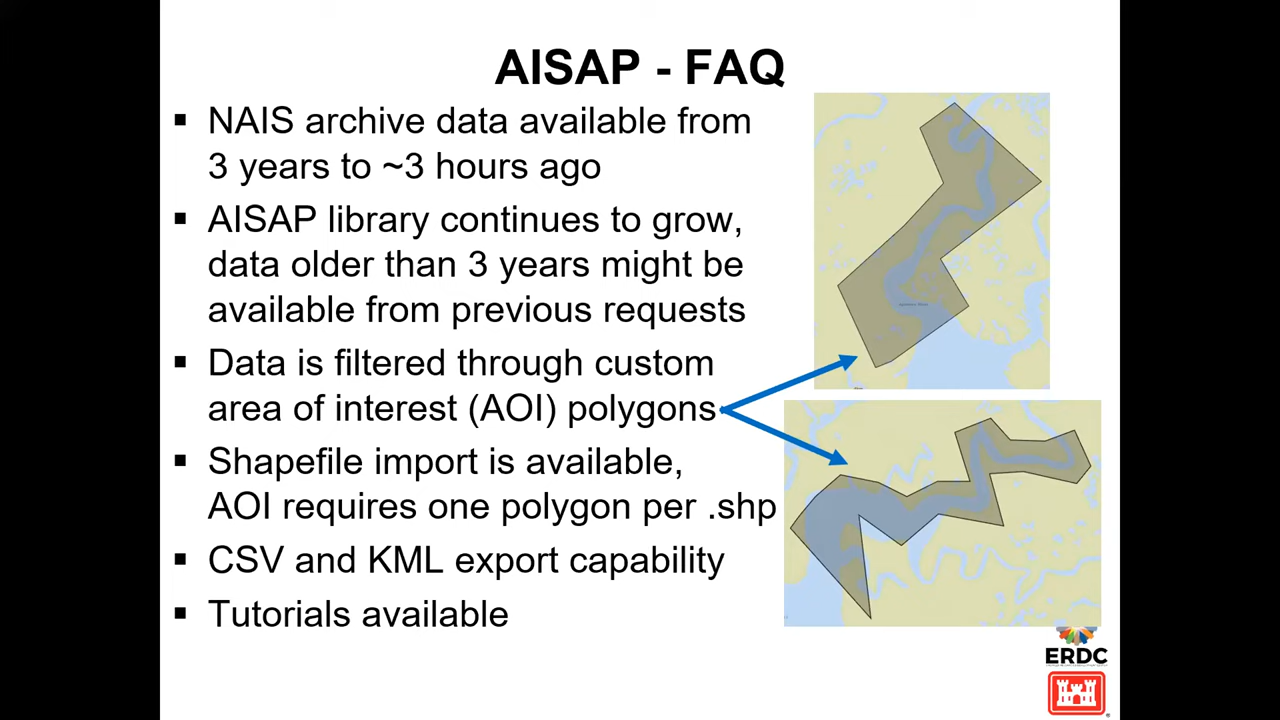 AISAP - FAQ
▪ NAIS archive data available from
3 years to ~3 hours ago
▪ AISAP library continues to grow,
data older than 3 years might be
available from previous requests
▪ Data is filtered through custom
area of interest (AOI) polygons
▪ Shapefile import is available,
AOI requires one polygon per .shp
▪ CSV and KML export capability
▪ Tutorials available
ERDC